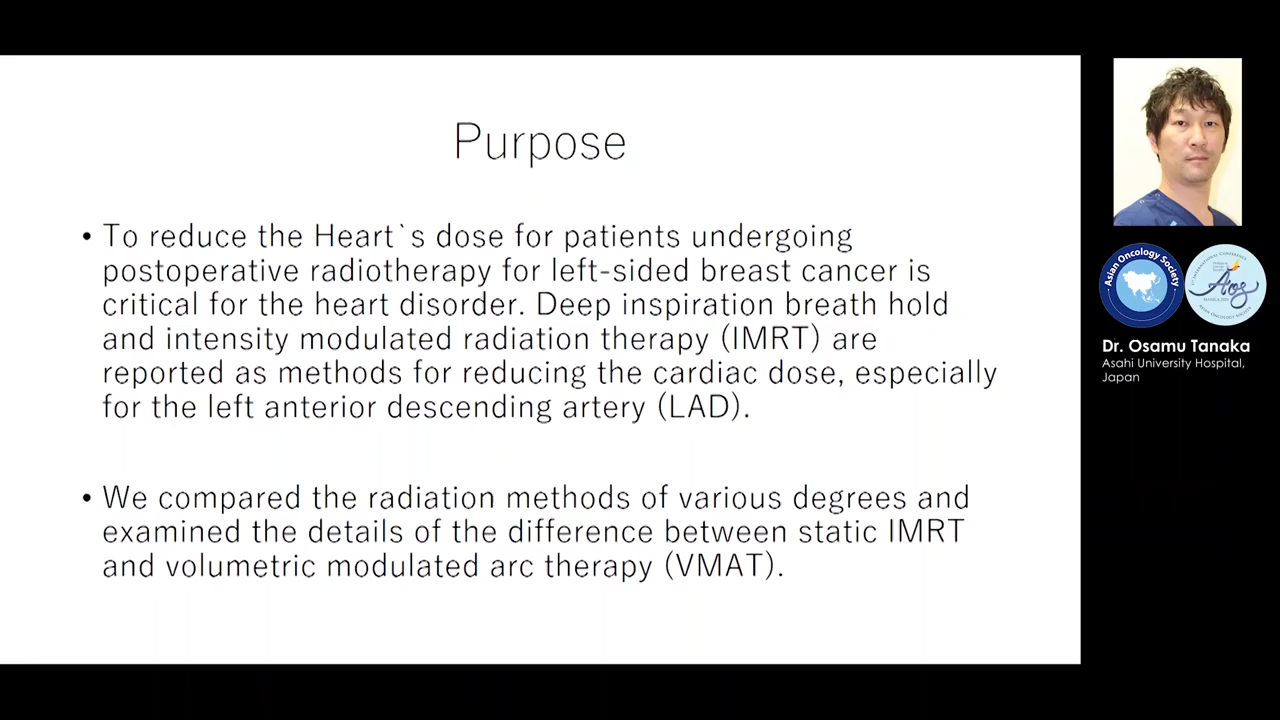 Purpose
• To reduce the Heart`s dose for patients undergoing
postoperative radiotherapy for left-sided breast cancer is
critical for the heart disorder. Deep inspiration breath hold
and intensity modulated radiation therapy (IMRT) are
reported as methods for reducing the cardiac dose, especially
for the left anterior descending artery (LAD).
• We compared the radiation methods of various degrees and
examined the details of the difference between static IMRT
and volumetric modulated arc therapy (VMAT).
Asian Oncology Society
Dr. Osamu Tanaka
Asahi University Hospital,
Japan